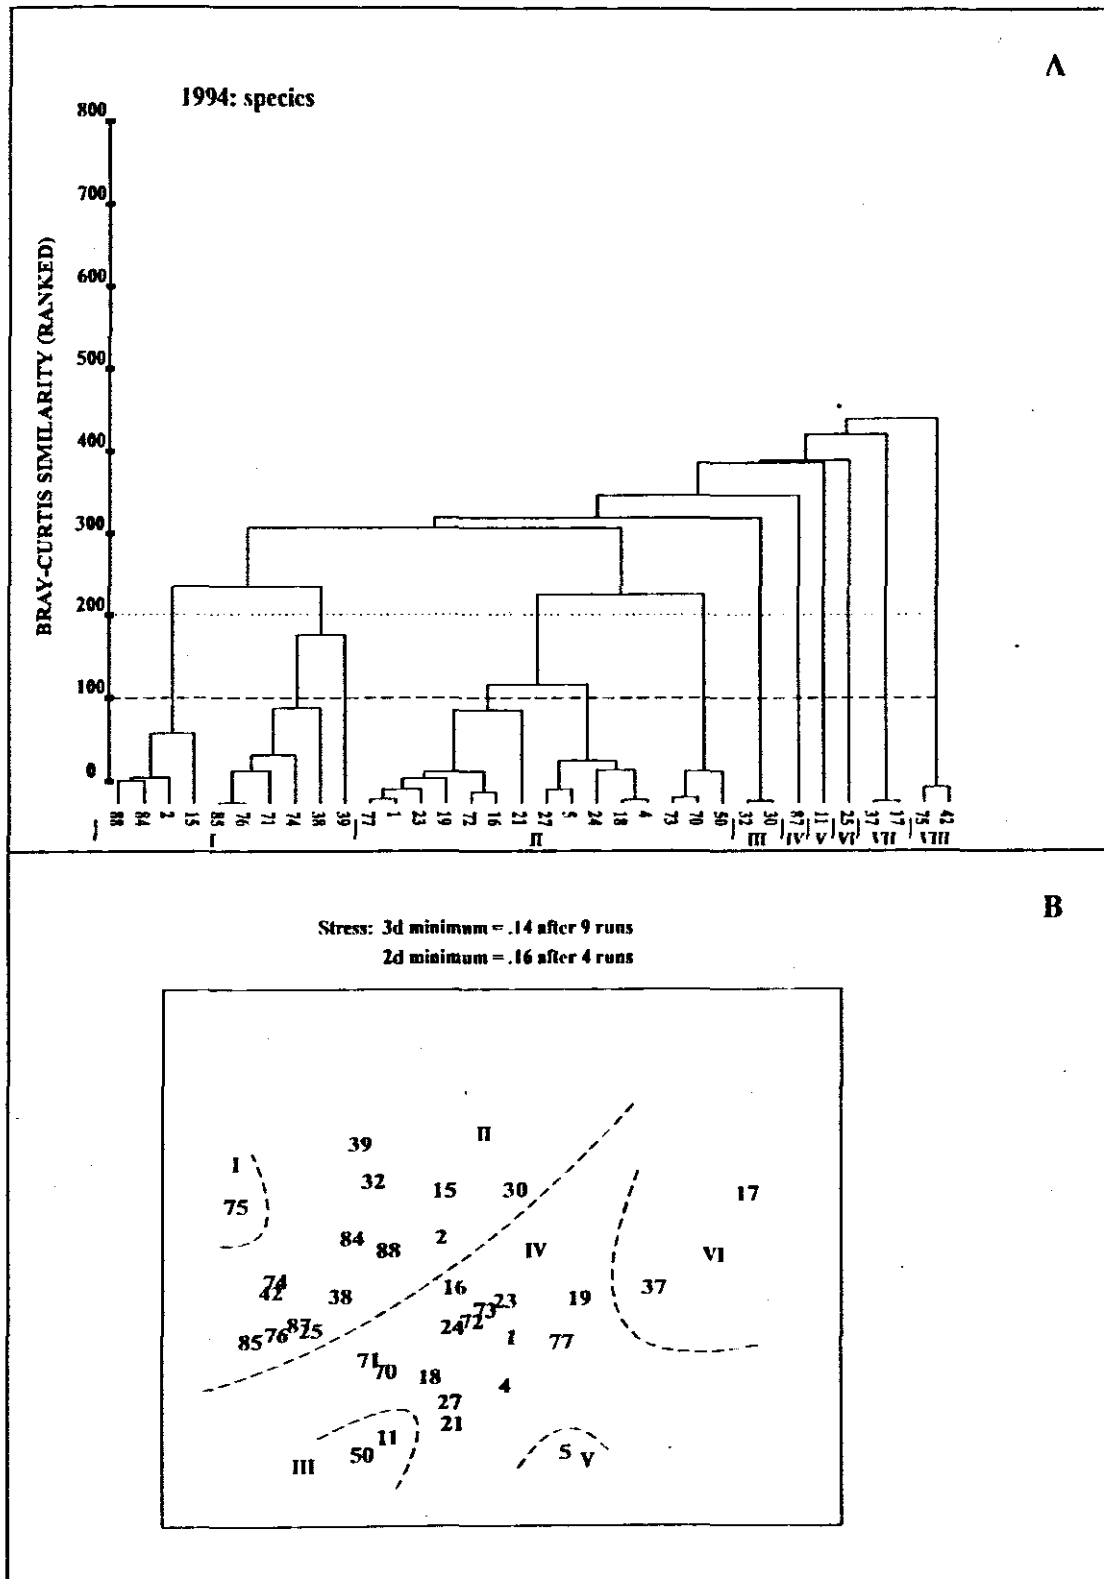 A
1994: species
BRAY-CURTIS SIMILARITY (RANKED)
800
700
600
500
400
300
200
100
0
88 84 2 15 85 76 71 74 38 39 77 1 23 19 72 16 21 27 5 24 18 4 73 70 50 32 30 87 11 25 37 17 75 42
I II III IV V VI VII VIII
B
Stress: 3d minimum = .14 after 9 runs
2d minimum = .16 after 4 runs
II
39
I
32 15 30 17
75
84 88 2 IV VI
74
42 38 16 23 19 37
73
85 76 87 25 24 72 1 77
71
70 18 4
27
21
11
50 5 V
III